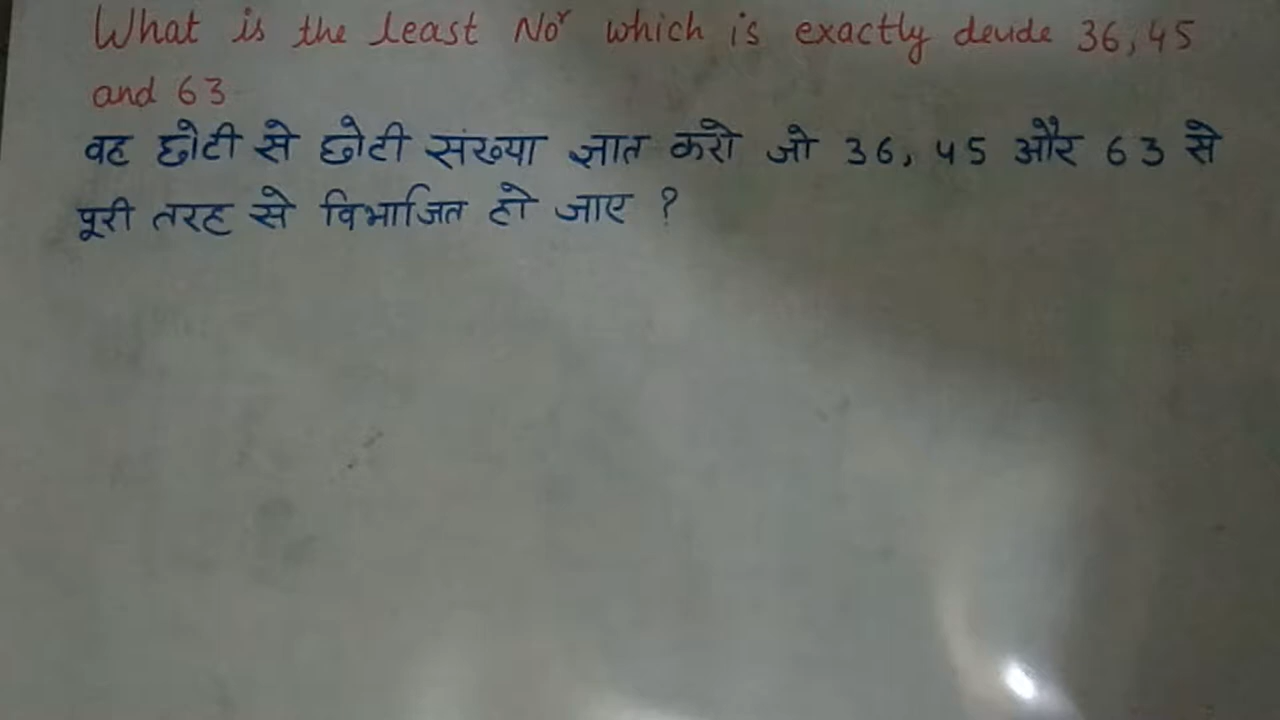 What is the least Noʳ which is exactly devide 36, 45
and 63
वह छोटी से छोटी संख्या ज्ञात करो जो 36, 45 और 63 से
पूरी तरह से विभाजित हो जाए ?